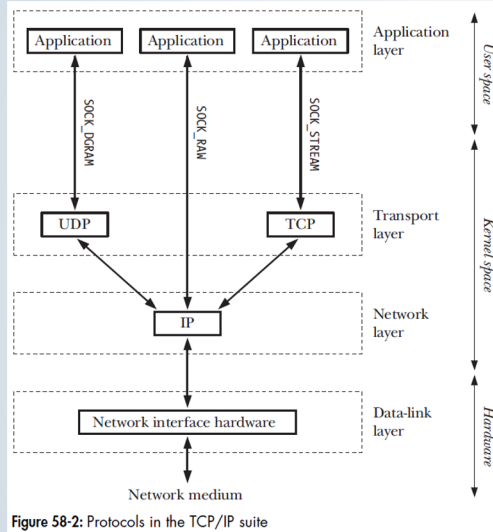 Application Application Application
Application
layer
User space
SOCK_DGRAM
SOCK_RAW
SOCK_STREAM
Kernel space
UDP TCP
Transport
layer
IP
Network
layer
Network interface hardware
Data-link
layer
Hardware
Network medium
Figure 58-2: Protocols in the TCP/IP suite